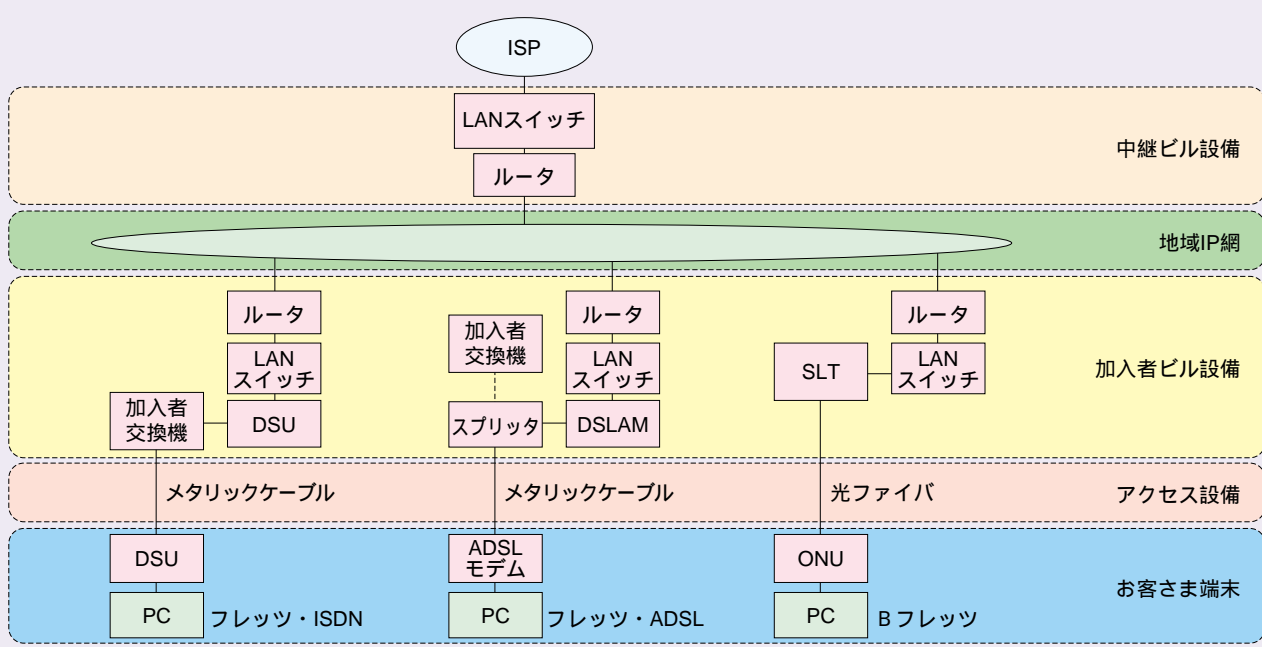 ISP
LANスイッチ
ルータ
中継ビル設備
地域IP網
ルータ
LAN
スイッチ
加入者
交換機
DSU
加入者
交換機
ルータ
LAN
スイッチ
スプリッタ
DSLAM
ルータ
SLT
LAN
スイッチ
加入者ビル設備
メタリックケーブル
メタリックケーブル
光ファイバ
アクセス設備
DSU
PC
フレッツ・ISDN
ADSL
モデム
PC
フレッツ・ADSL
ONU
PC
Bフレッツ
お客さま端末